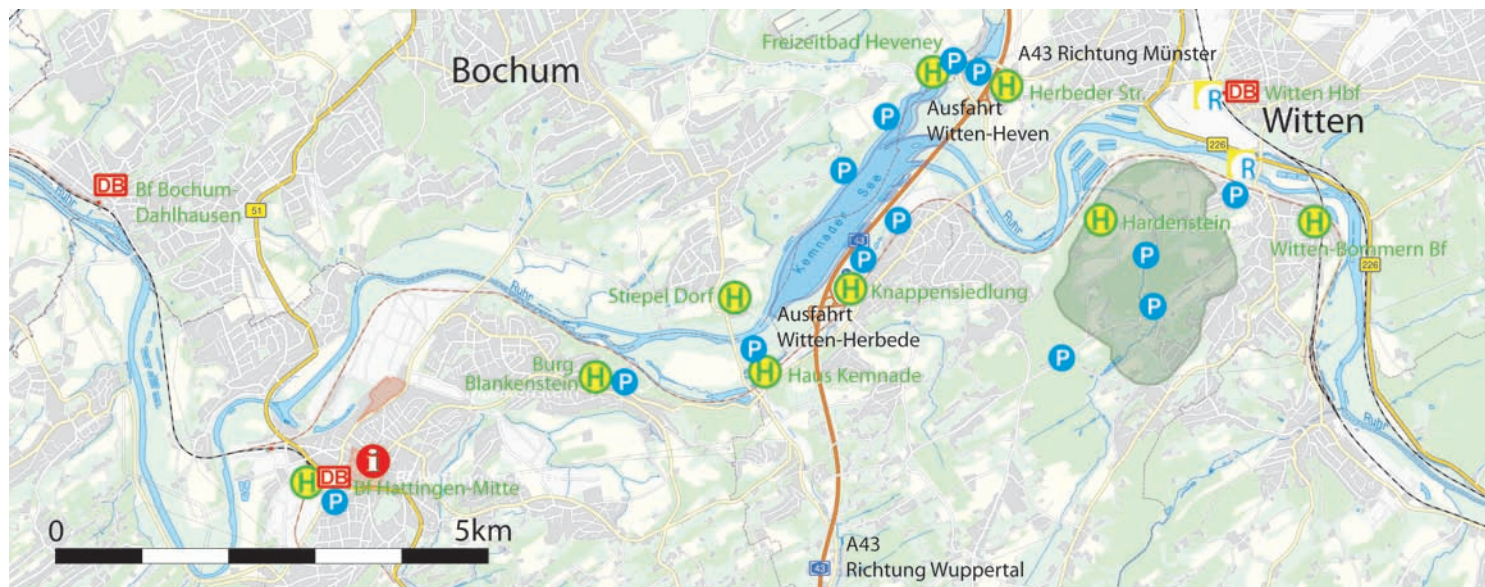 Freizeitbad Heveney
P
P
H
A43 Richtung Münster
H
Herbeder Str.
Bochum
R
DB
Witten Hbf
Witten
P
Ausfahrt
Witten-Heven
226
R
P
P
DB
Bf Bochum-
Dahlhausen
Ruhr
51
Kemnader See
P
43
P
Ruhr
H
Hardenstein
H
Witten-Bommern Bf
P
226
Stiepel Dorf
H
H
Knappensiedlung
P
Ruhr
Ausfahrt
Witten-Herbede
P
P
Burg
Blankenstein
H
P
H
Haus Kemnade
Ruhr
i
H
DB
Bf Hattingen-Mitte
P
0
5km
A43
Richtung Wuppertal
43